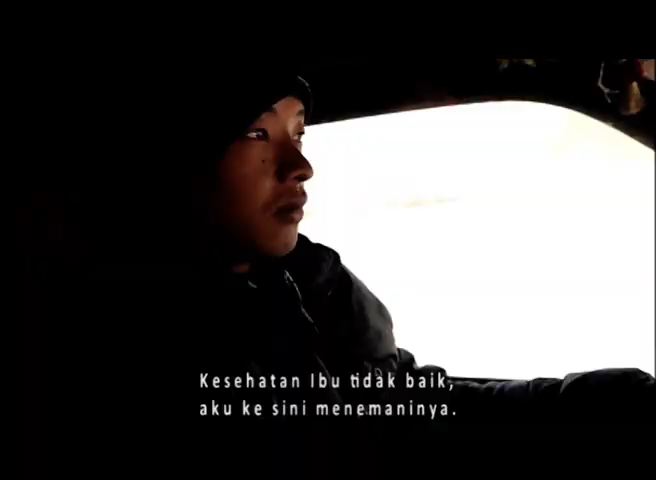 Kesehatan Ibu tidak baik,
aku ke sini menemaninya.